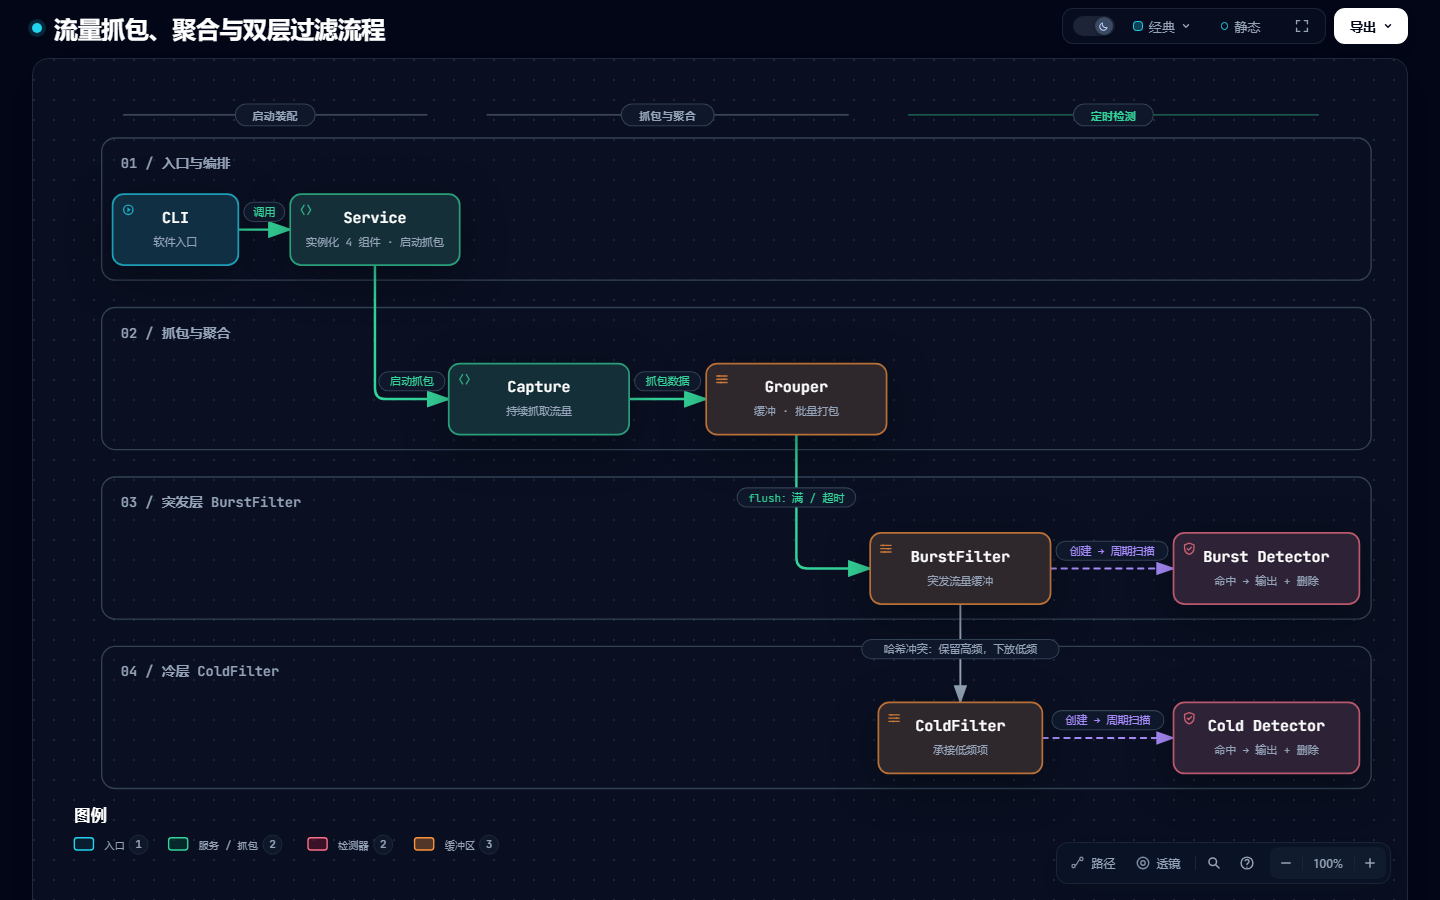 流量抓包、聚合与双层过滤流程
经典
静态
导出
启动装配
抓包与聚合
定时检测
01 / 入口与编排
CLI
软件入口
调用
Service
实例化 4 组件 · 启动抓包
02 / 抓包与聚合
启动抓包
Capture
持续抓取流量
抓包数据
Grouper
缓冲 · 批量打包
03 / 突发层 BurstFilter
flush: 满 / 超时
BurstFilter
突发流量缓冲
创建 → 周期扫描
Burst Detector
命中 → 输出 + 删除
哈希冲突: 保留高频, 下放低频
04 / 冷层 ColdFilter
ColdFilter
承接低频项
创建 → 周期扫描
Cold Detector
命中 → 输出 + 删除
图例
入口 1
服务 / 抓包 2
检测器 2
缓冲区 3
路径
透镜
100%